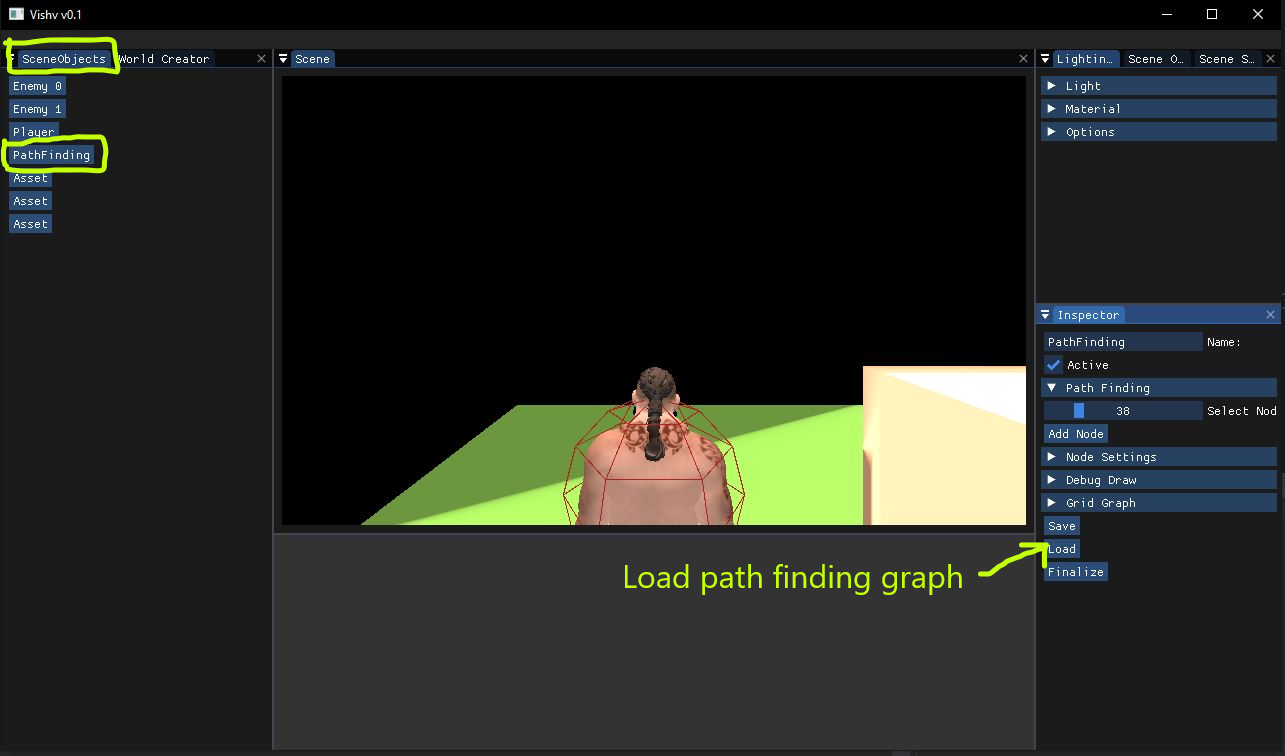 Vishv v0.1
SceneObjects World Creator
Enemy 0
Enemy 1
Player
PathFinding
Asset
Asset
Asset
Scene
Lightin... Scene O... Scene S...
Light
Material
Options
Inspector
PathFinding Name:
Active
Path Finding
38 Select Nod
Add Node
Node Settings
Debug Draw
Grid Graph
Save
Load
Finalize
Load path finding graph